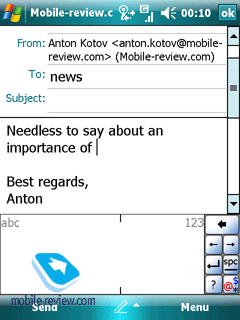 Mobile-review.c 00:10 ok
From: Anton Kotov <anton.kotov@mobile-
review.com> (Mobile-review.com)
To: news
Subject:
Needless to say about an
importance of
Best regards,
Anton
abc 123
spc
? @
mobile-review.com
Send Menu